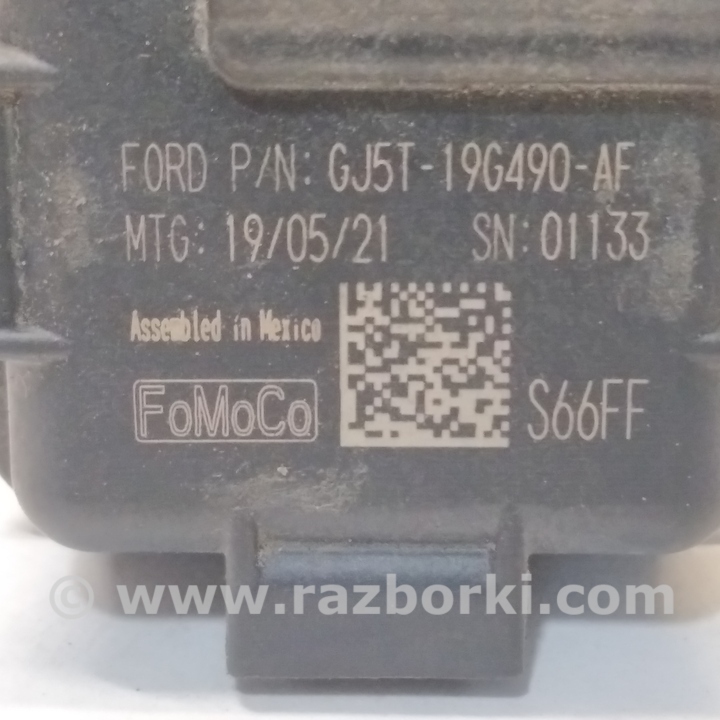 FORD P/N: GJ5T-19G490-AF
MTG: 19/05/21 SN: 01133
Assembled in Mexico
FoMoCo S66FF
© www.razborki.com